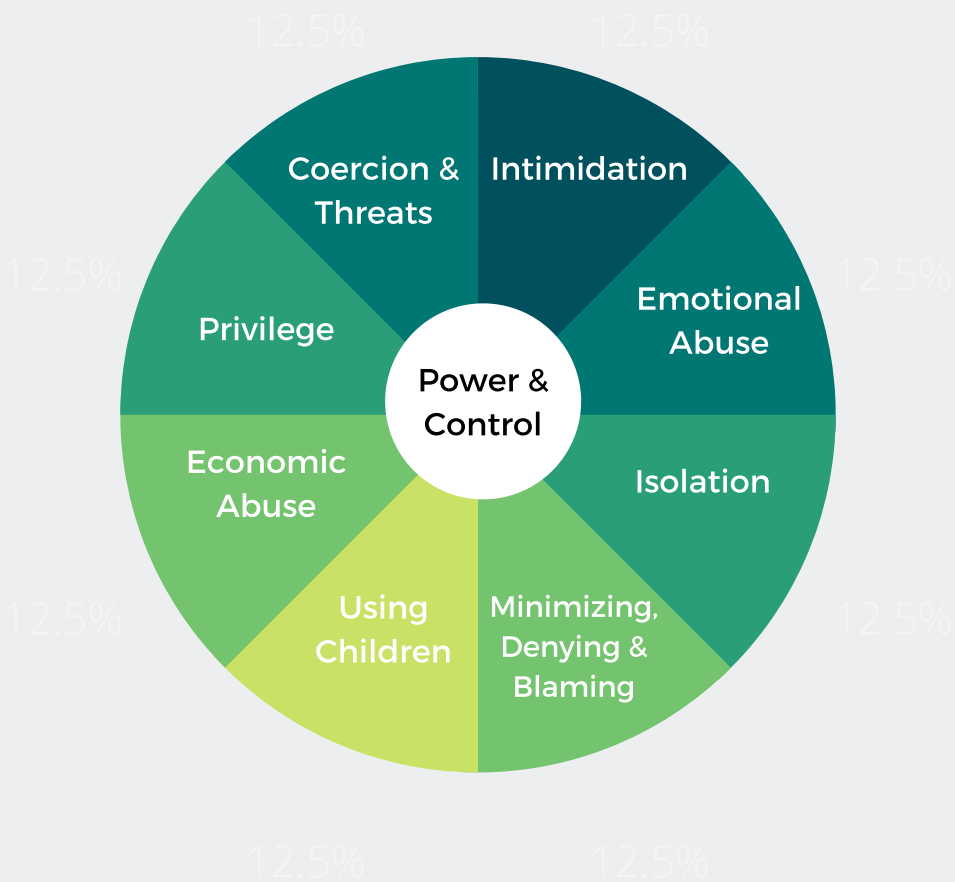 12.5%
12.5%
Coercion &
Threats
Intimidation
12.5%
12.5%
Emotional
Abuse
Privilege
Power &
Control
Economic
Abuse
Isolation
12.5%
12.5%
Using
Children
Minimizing,
Denying &
Blaming
12.5%
12.5%